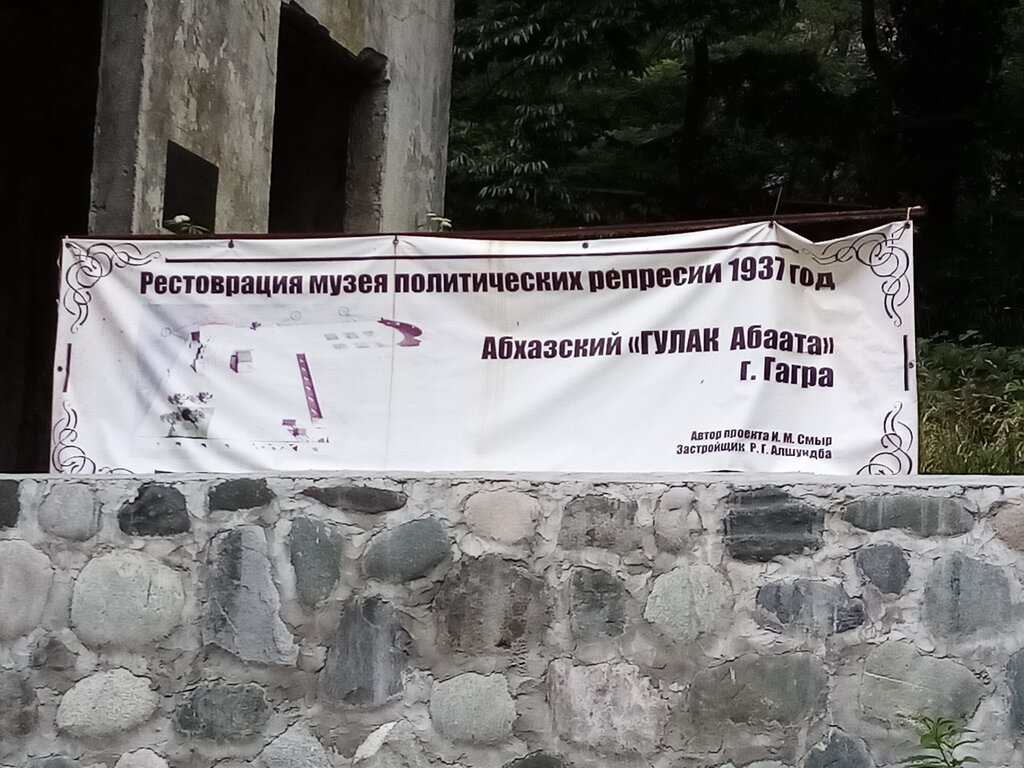 Рестоврация музея политических репресии 1937 год
Абхазский «ГУЛАК Абаата»
г. Гагра
Автор проекта И. М. Смыр
Застройщик Р. Г. Алшундба